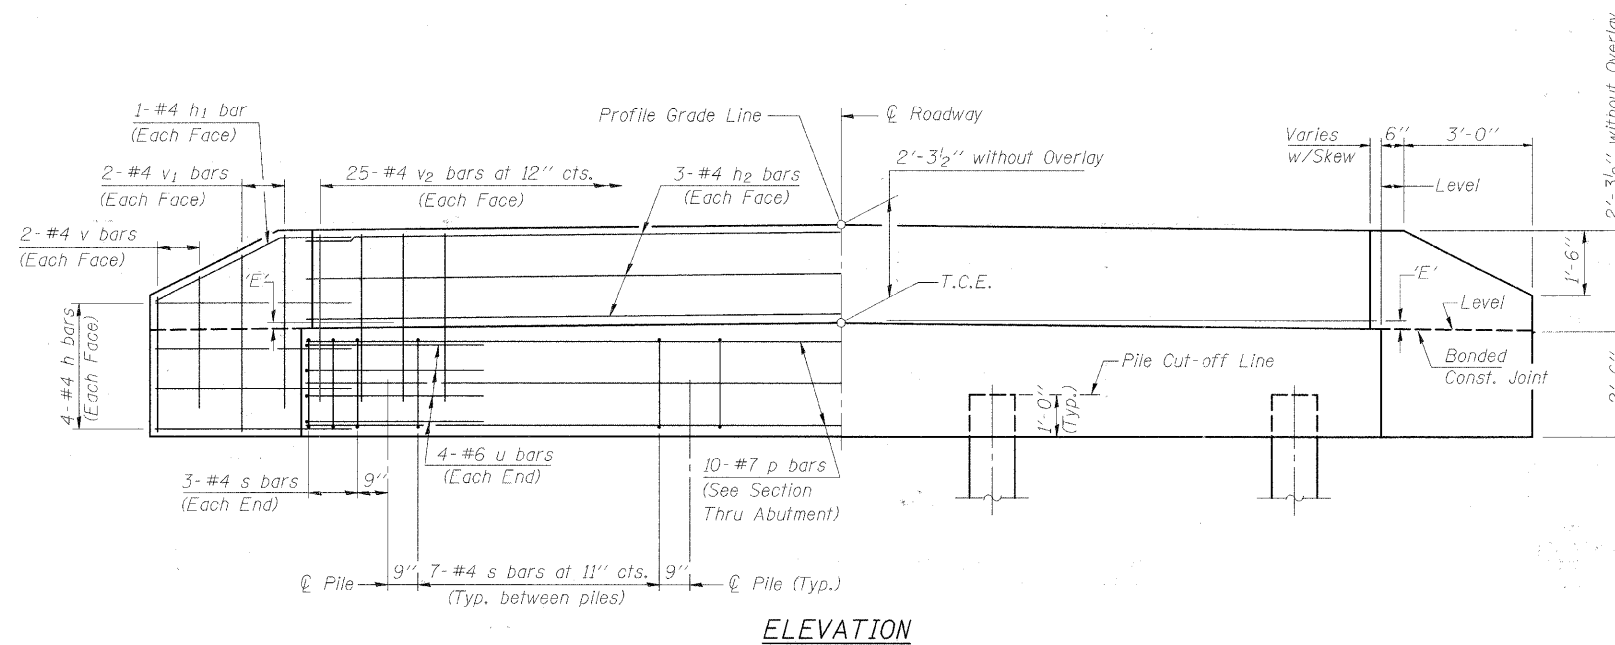 1-#4 h1 bar
(Each Face)
2-#4 v1 bars
(Each Face)
2-#4 v bars
(Each Face)
25-#4 v2 bars at 12" cts.
(Each Face)
3-#4 h2 bars
(Each Face)
Profile Grade Line
℄ Roadway
2'-3½" without Overlay
Varies
w/Skew
6"
3'-0"
Level
2'-3½" without Overlay
1'-6"
'E'
'E'
T.C.E.
Level
4-#4 h bars
(Each Face)
Pile Cut-off Line
Bonded
Const. Joint
1'-0"
(Typ.)
4-#6 u bars
(Each End)
3-#4 s bars
(Each End)
9"
10-#7 p bars
(See Section
Thru Abutment)
℄ Pile
9"
7-#4 s bars at 11" cts.
(Typ. between piles)
9"
℄ Pile (Typ.)
ELEVATION